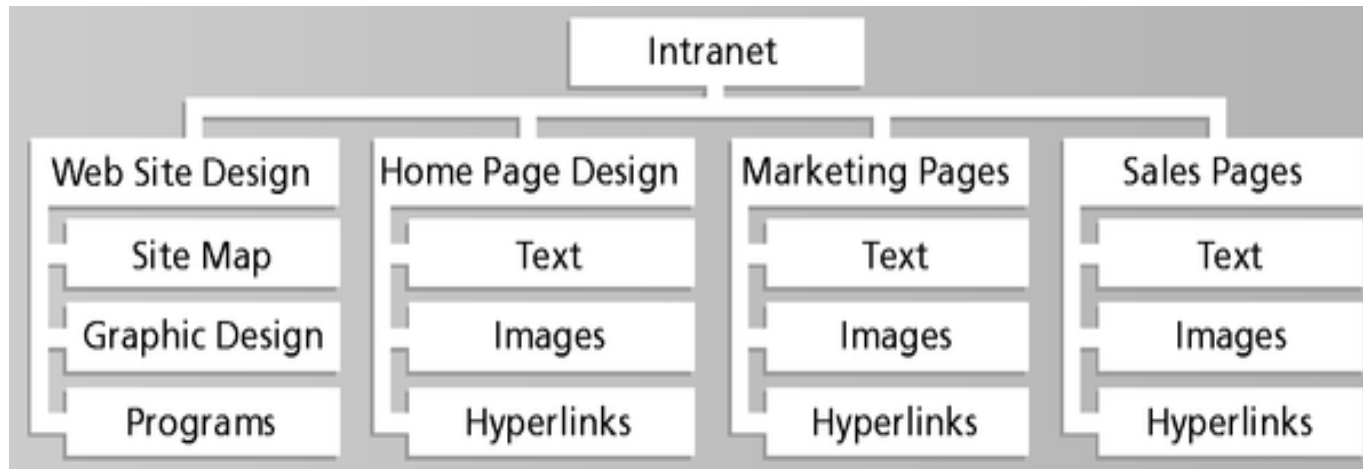 Intranet
Web Site Design
Home Page Design
Marketing Pages
Sales Pages
Site Map
Text
Text
Text
Graphic Design
Images
Images
Images
Programs
Hyperlinks
Hyperlinks
Hyperlinks